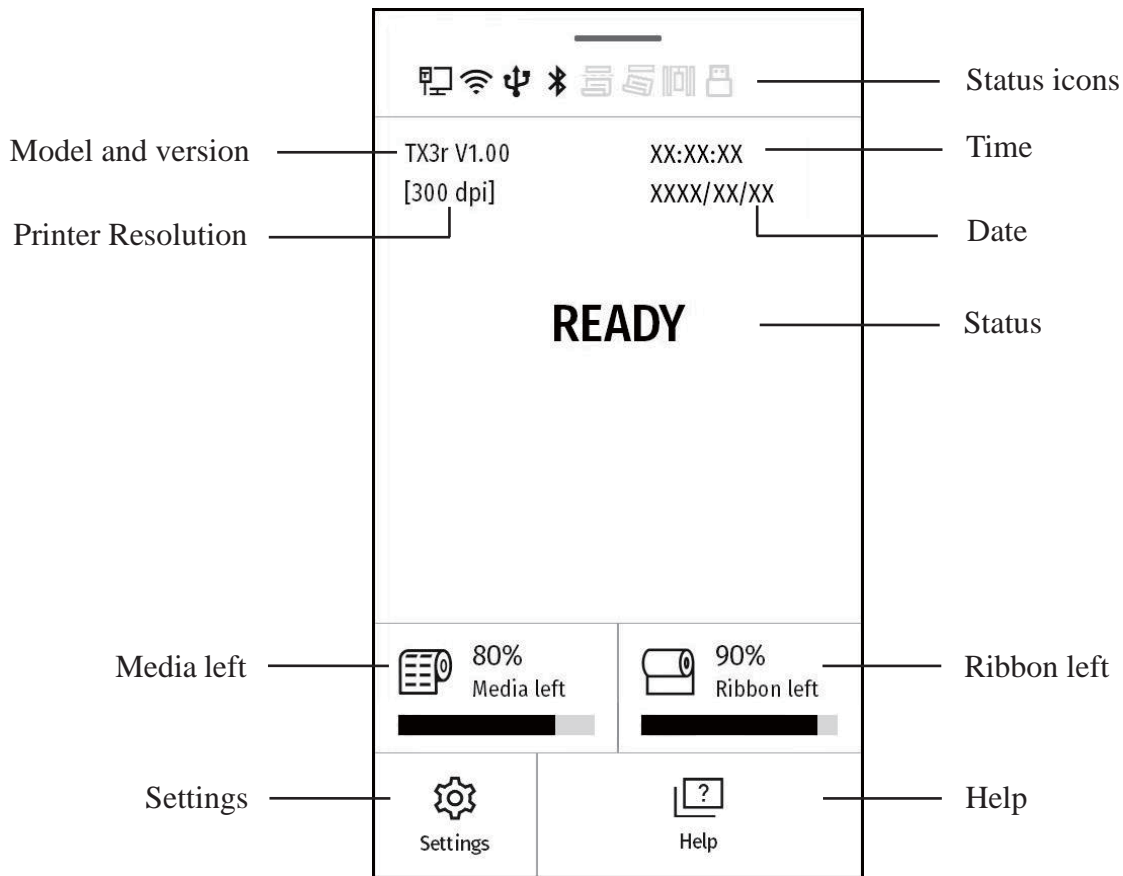 Status icons
Model and version
TX3r V1.00
XX:XX:XX
Time
[300 dpi]
XXXX/XX/XX
Printer Resolution
Date
READY
Status
Media left
80%
Media left
90%
Ribbon left
Ribbon left
Settings
Settings
?
Help
Help